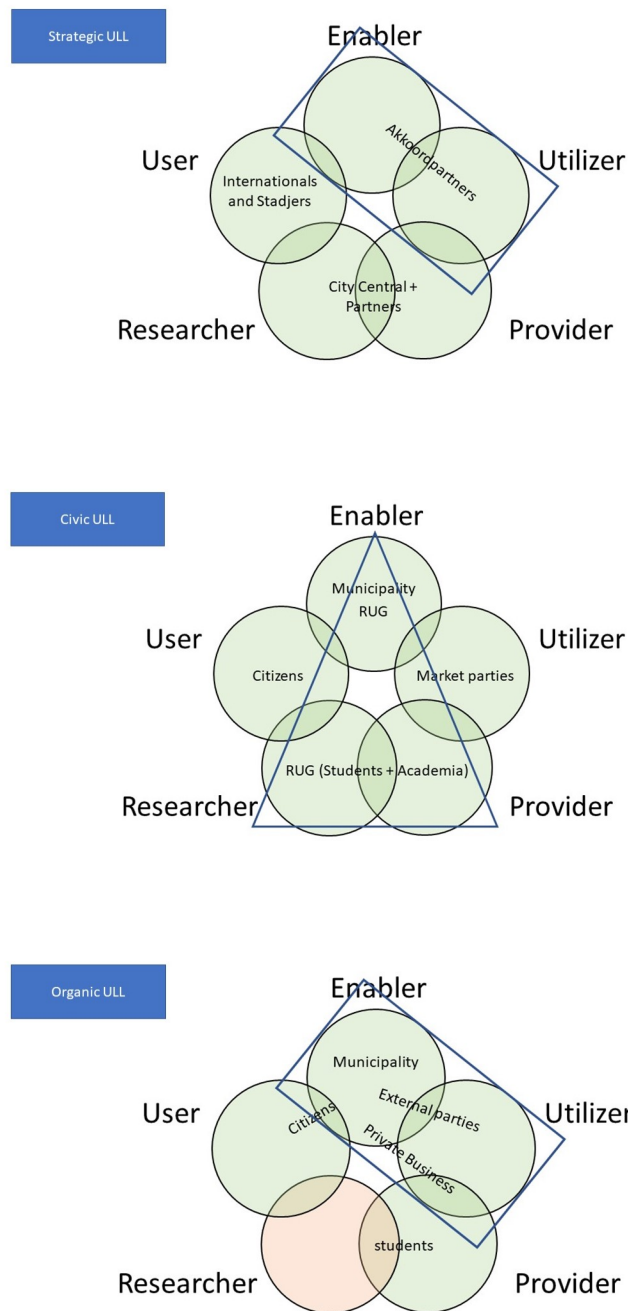 Strategic ULL
Enabler
User
Utilizer
Akkoordpartners
Internationals
and Stadjers
City Central +
Partners
Researcher
Provider
Civic ULL
Enabler
Municipality
RUG
User
Utilizer
Citizens
Market parties
RUG (Students + Academia)
Researcher
Provider
Organic ULL
Enabler
Municipality
External parties
User
Citizens
Utilizer
Private Business
students
Researcher
Provider